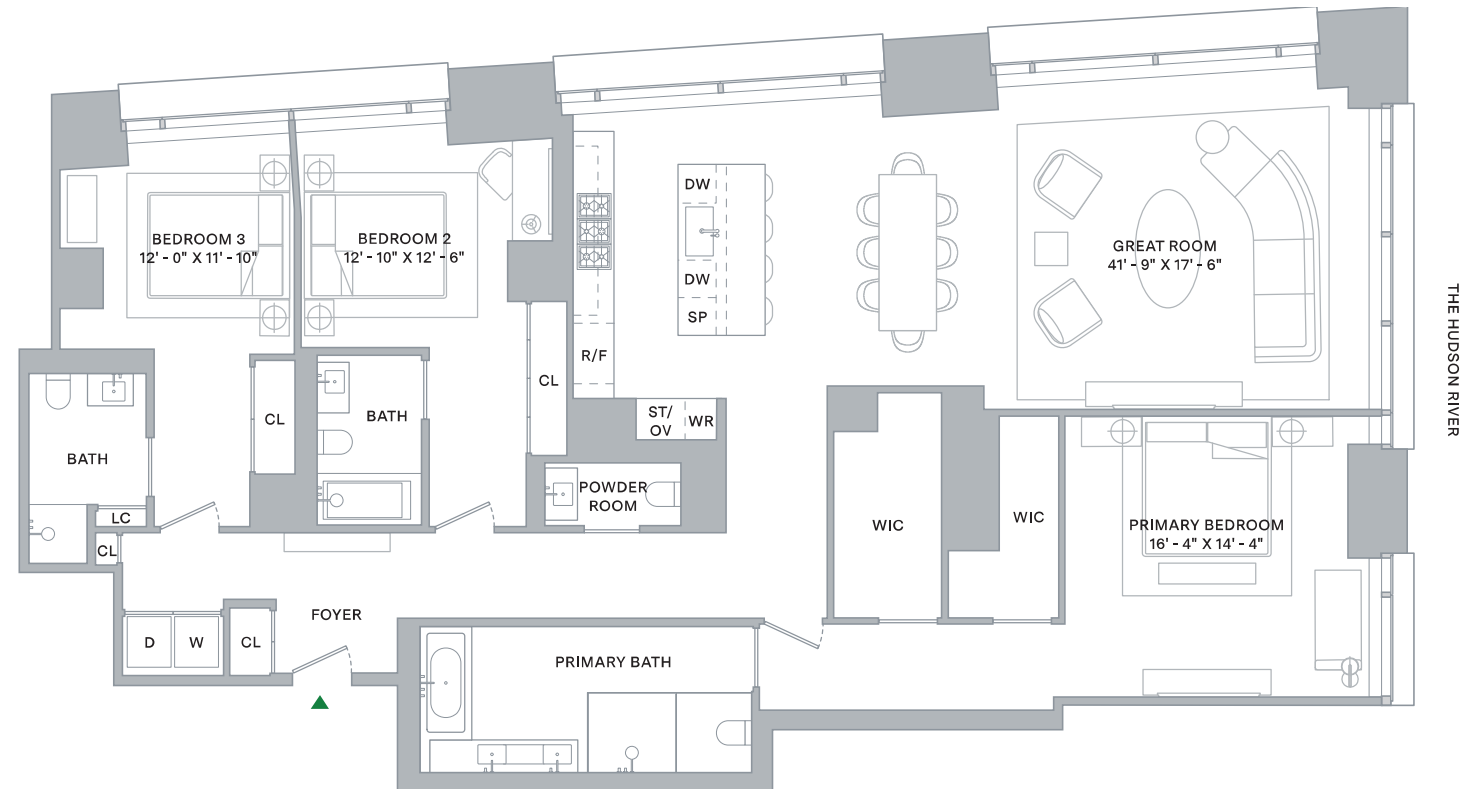 BEDROOM 3
12' - 0" X 11' - 10"
BEDROOM 2
12' - 10" X 12' - 6"
DW
DW
SP
R/F
ST/
OV
WR
GREAT ROOM
41' - 9" X 17' - 6"
THE HUDSON RIVER
CL
CL
BATH
BATH
LC
CL
POWDER
ROOM
WIC
WIC
PRIMARY BEDROOM
16' - 4" X 14' - 4"
D
W
CL
FOYER
PRIMARY BATH